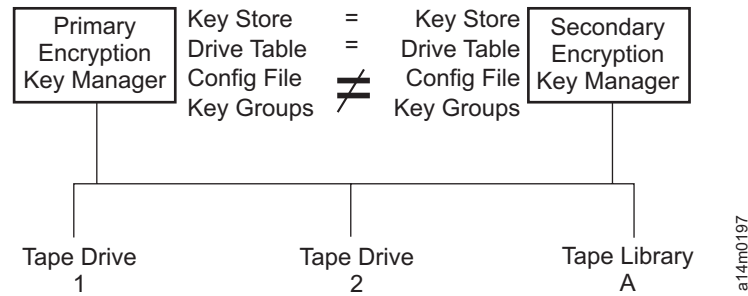 Primary
Encryption
Key Manager
Key Store = Key Store
Drive Table = Drive Table
Config File ≠ Config File
Key Groups Key Groups
Secondary
Encryption
Key Manager
Tape Drive
1
Tape Drive
2
Tape Library
A
a14m0197